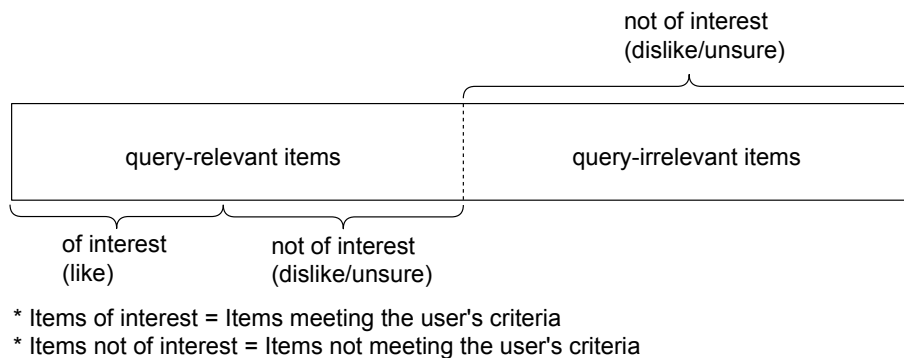 not of interest
(dislike/unsure)
query-relevant items
query-irrelevant items
of interest
(like)
not of interest
(dislike/unsure)
* Items of interest = Items meeting the user's criteria
* Items not of interest = Items not meeting the user's criteria